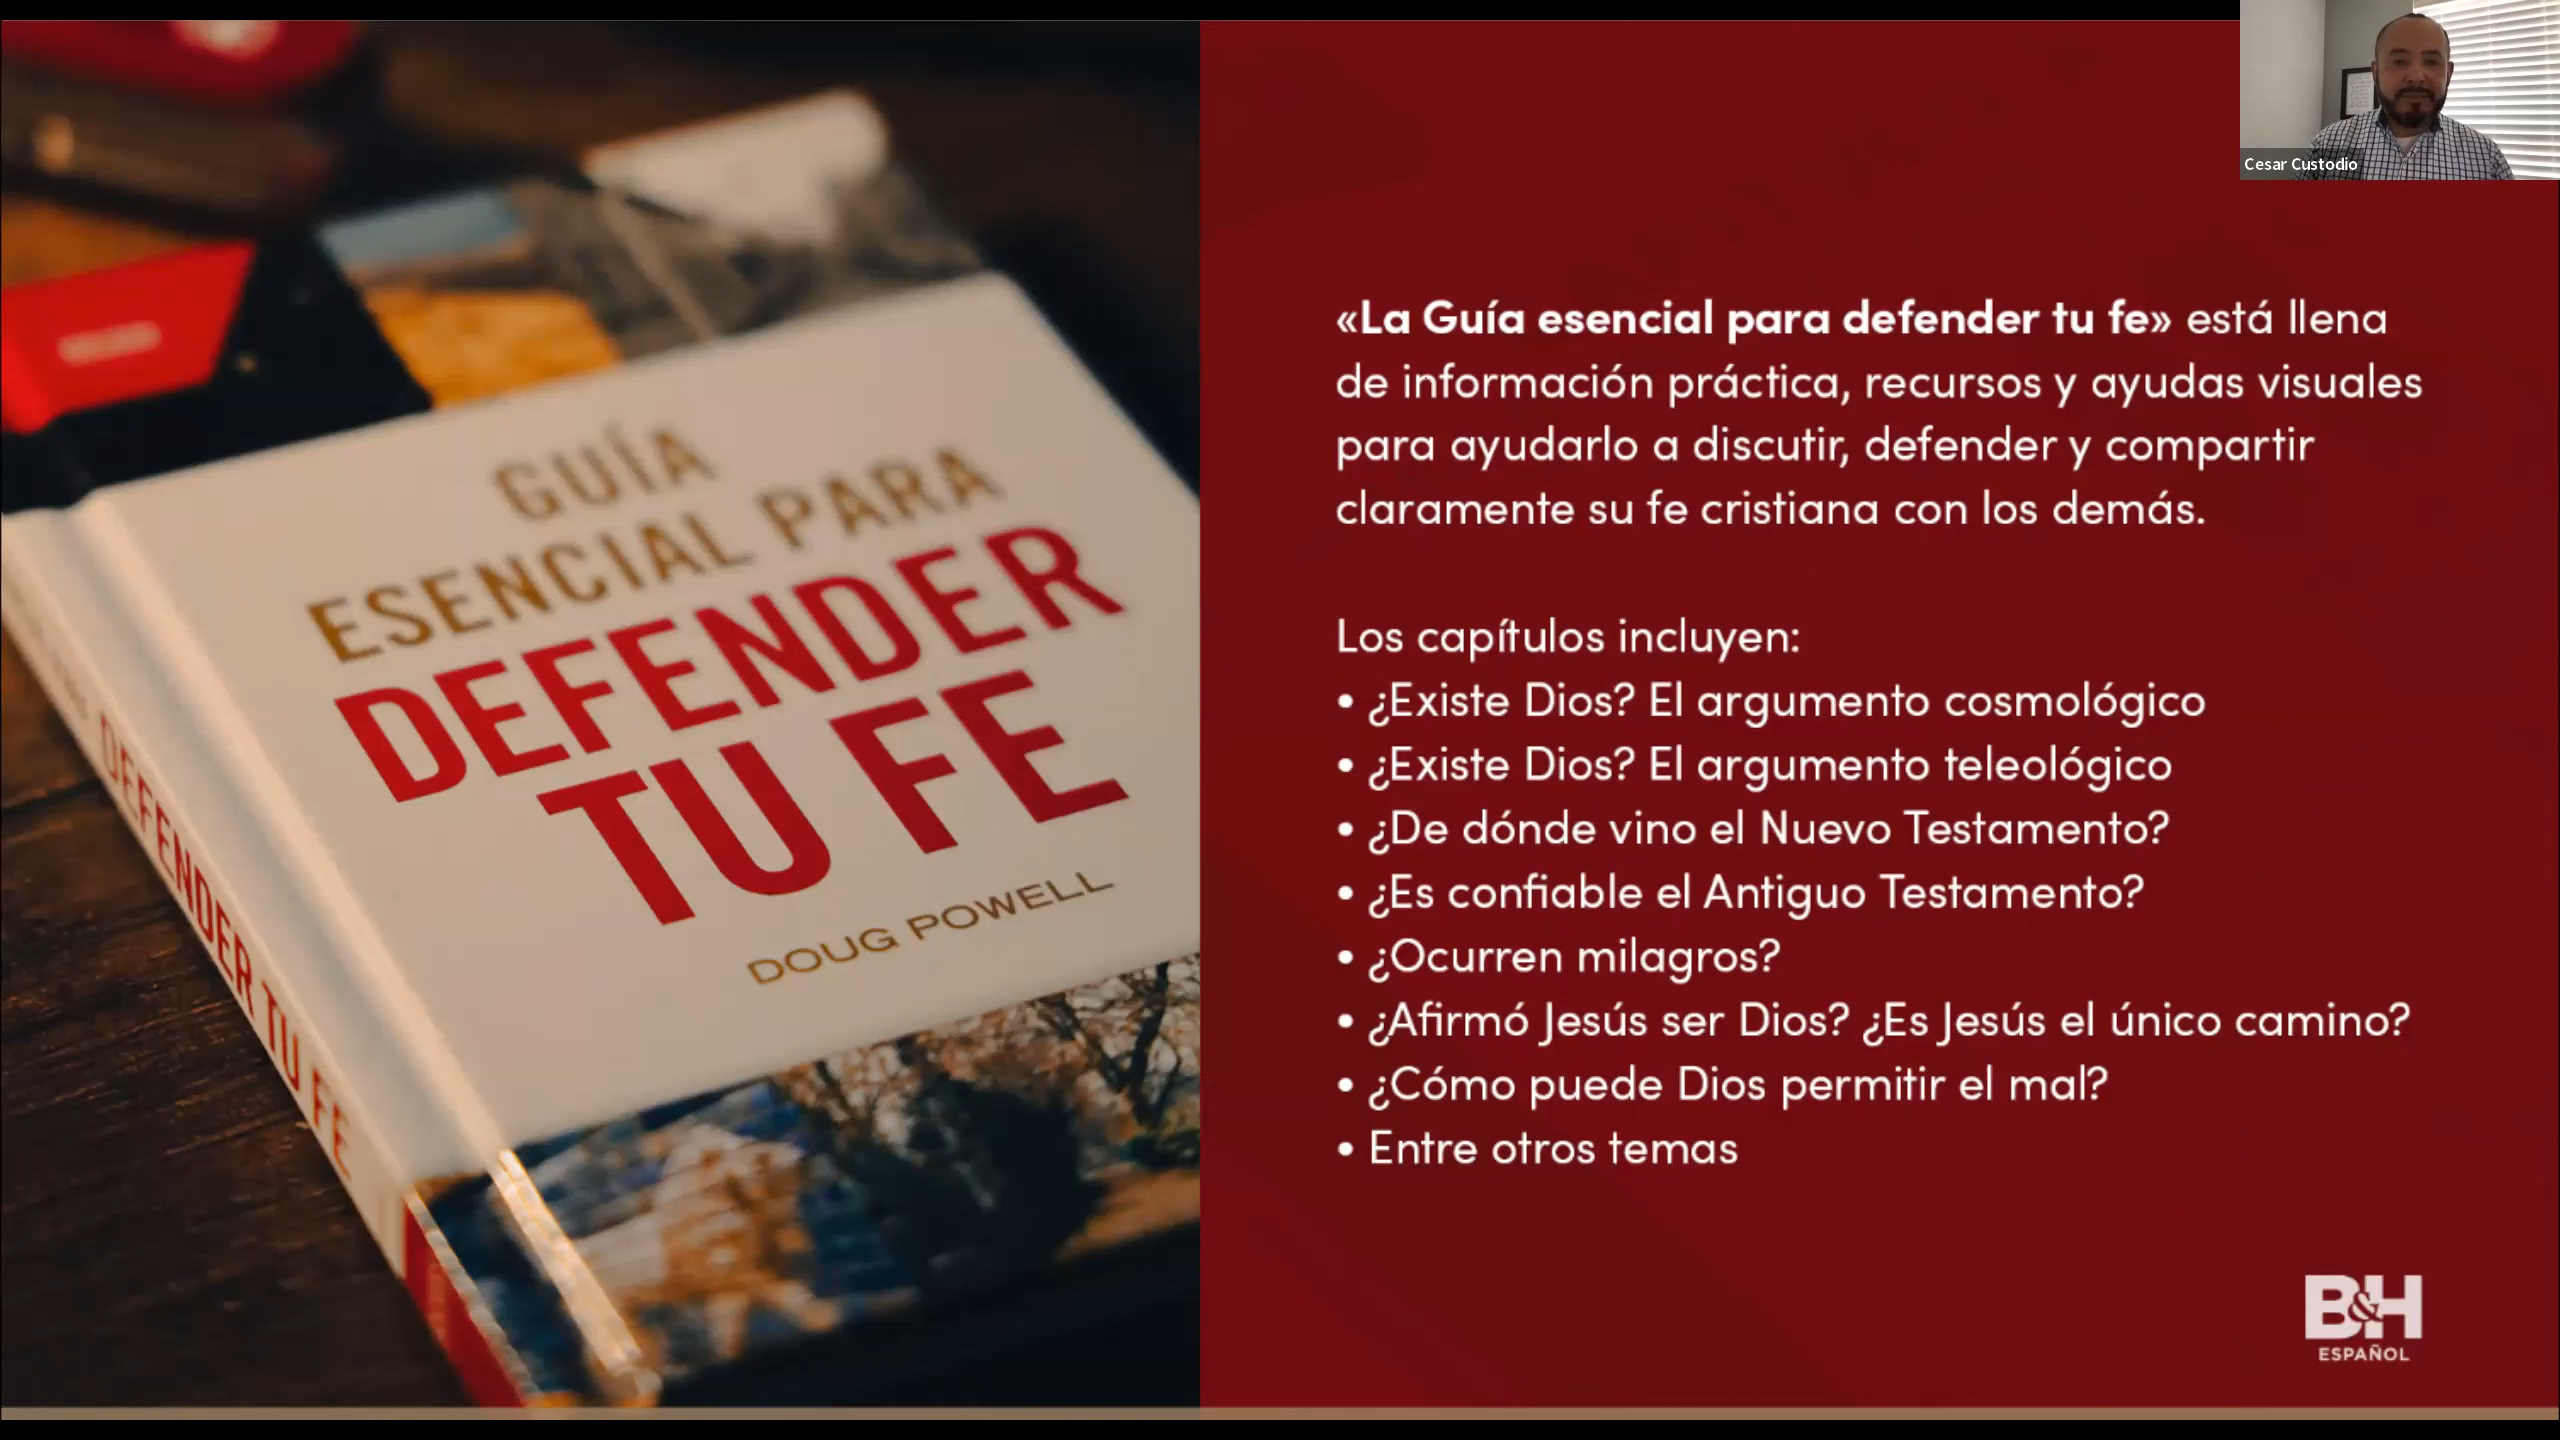 GUÍA
ESENCIAL PARA
DEFENDER
TU FE
DOUG POWELL
DEFENDER TU FE
Cesar Custodio
«La Guía esencial para defender tu fe» está llena
de información práctica, recursos y ayudas visuales
para ayudarlo a discutir, defender y compartir
claramente su fe cristiana con los demás.
Los capítulos incluyen:
• ¿Existe Dios? El argumento cosmológico
• ¿Existe Dios? El argumento teleológico
• ¿De dónde vino el Nuevo Testamento?
• ¿Es confiable el Antiguo Testamento?
• ¿Ocurren milagros?
• ¿Afirmó Jesús ser Dios? ¿Es Jesús el único camino?
• ¿Cómo puede Dios permitir el mal?
• Entre otros temas
B&H
ESPAÑOL